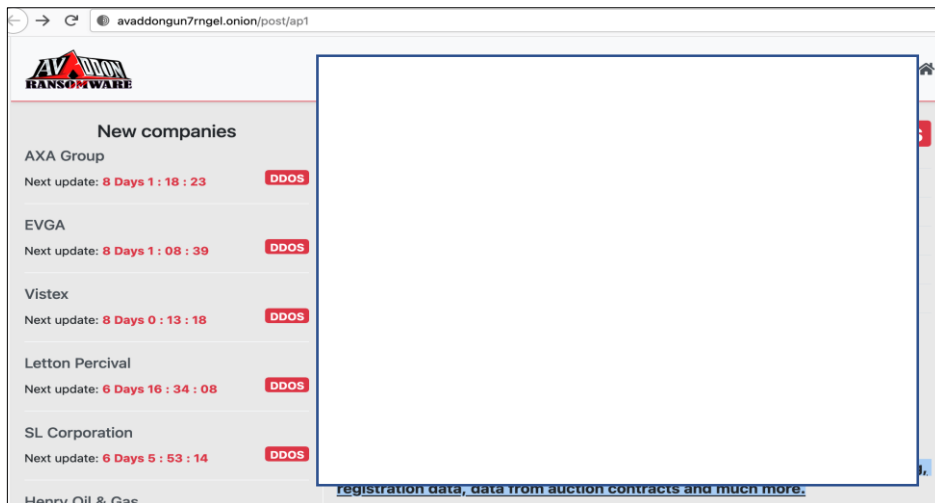 avaddongun7rngel.onion/post/ap1
AVADDON
RANSOMWARE
New companies
AXA Group
Next update: 8 Days 1 : 18 : 23
DDOS
EVGA
Next update: 8 Days 1 : 08 : 39
DDOS
Vistex
Next update: 8 Days 0 : 13 : 18
DDOS
Letton Percival
Next update: 6 Days 16 : 34 : 08
DDOS
SL Corporation
Next update: 6 Days 5 : 53 : 14
DDOS
Henry Oil & Gas
registration data, data from auction contracts and much more.